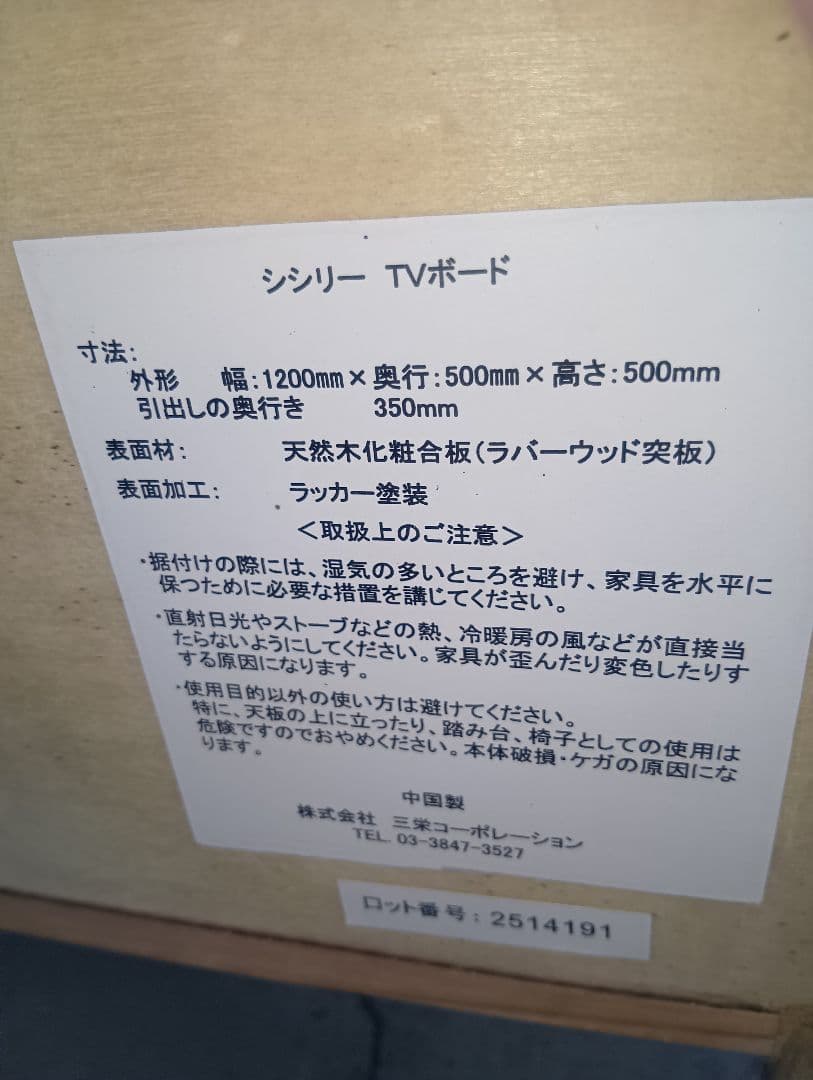 シシリー TVボード
寸法:
外形 幅:1200㎜×奥行:500㎜×高さ:500mm
引出しの奥行き 350mm
表面材: 天然木化粧合板(ラバーウッド突板)
表面加工: ラッカー塗装
<取扱上のご注意>
・据付けの際には、湿気の多いところを避け、家具を水平に
保つために必要な措置を講じてください。
・直射日光やストーブなどの熱、冷暖房の風などが直接当
たらないようにしてください。家具が歪んだり変色したりす
する原因になります。
・使用目的以外の使い方は避けてください。
特に、天板の上に立ったり、踏み台、椅子としての使用は
危険ですのでおやめください。本体破損・ケガの原因にな
ります。
中国製
株式会社 三栄コーポレーション
TEL. 03-3847-3527
ロット番号:2514191